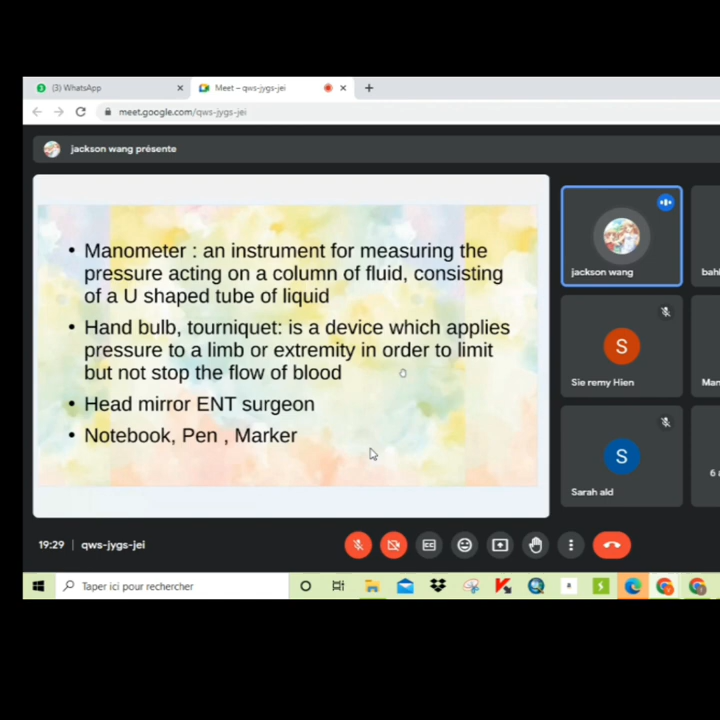 (3) WhatsApp
Meet – qws-jygs-jei
meet.google.com/qws-jygs-jei
jackson wang présente
• Manometer : an instrument for measuring the
pressure acting on a column of fluid, consisting
of a U shaped tube of liquid
• Hand bulb, tourniquet: is a device which applies
pressure to a limb or extremity in order to limit
but not stop the flow of blood
• Head mirror ENT surgeon
• Notebook, Pen , Marker
jackson wang
S
Sie remy Hien
S
Sarah ald
19:29 | qws-jygs-jei
Taper ici pour rechercher